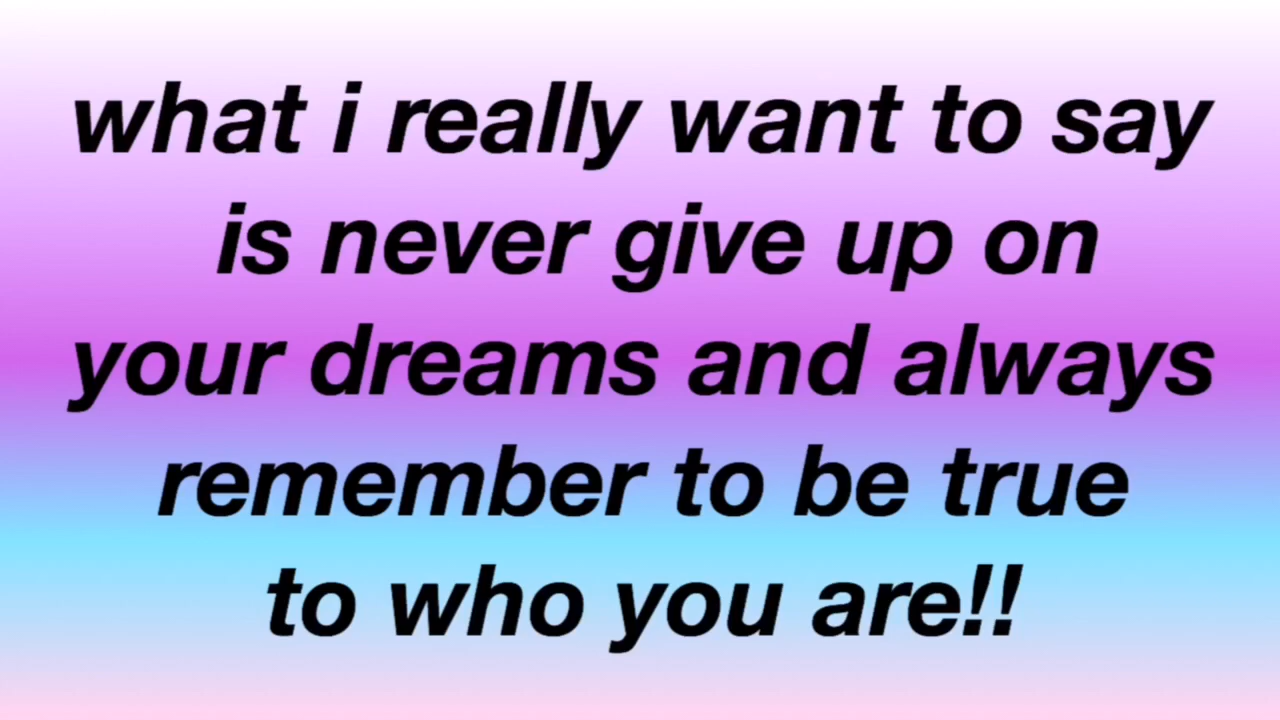 what i really want to say
is never give up on
your dreams and always
remember to be true
to who you are!!